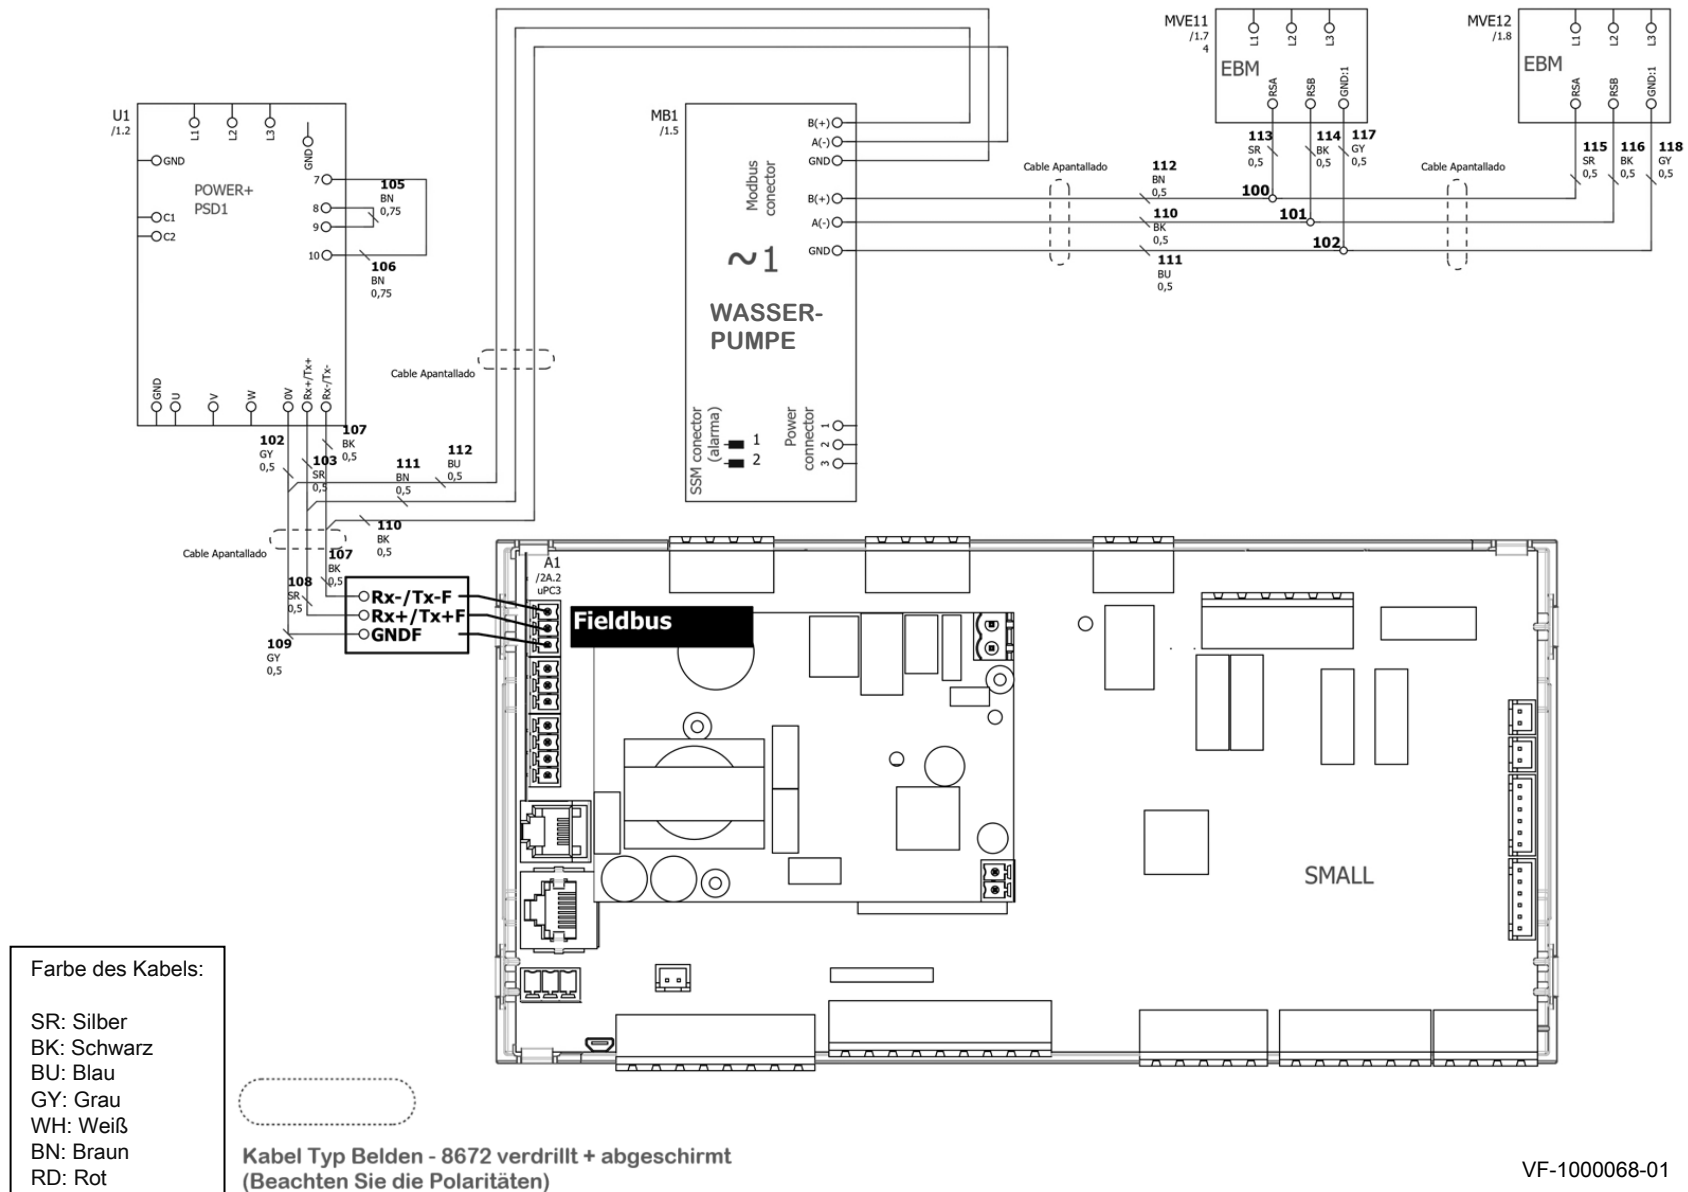 U1
/1.2
L1
L2
L3
GND
GND
POWER+
PSD1
C1
C2
7
8
9
10
105
BN
0,75
106
BN
0,75
GND
U
V
W
0V
Rx+/Tx+
Rx-/Tx-
102
GY
0,5
103
SR
0,5
107
BK
0,5
Cable Apantallado
111
BN
0,5
112
BU
0,5
110
BK
0,5
Cable Apantallado
107
BK
0,5
108
SR
0,5
109
GY
0,5
Rx-/Tx-F
Rx+/Tx+F
GNDF
MB1
/1.5
B(+)
A(-)
GND
Modbus
conector
B(+)
A(-)
GND
~1
WASSER-
PUMPE
SSM conector
(alarma)
1
2
Power
connector
1
2
3
MVE11
/1.7
4
L1
L2
L3
EBM
RSA
RSB
GND:1
MVE12
/1.8
L1
L2
L3
EBM
RSA
RSB
GND:1
113
SR
0,5
114
BK
0,5
117
GY
0,5
115
SR
0,5
116
BK
0,5
118
GY
0,5
Cable Apantallado
112
BN
0,5
100
Cable Apantallado
110
BK
0,5
101
111
BU
0,5
102
A1
/2A.2
uPC3
Fieldbus
SMALL
Farbe des Kabels:
SR: Silber
BK: Schwarz
BU: Blau
GY: Grau
WH: Weiß
BN: Braun
RD: Rot
Kabel Typ Belden - 8672 verdrillt + abgeschirmt
(Beachten Sie die Polaritäten)
VF-1000068-01